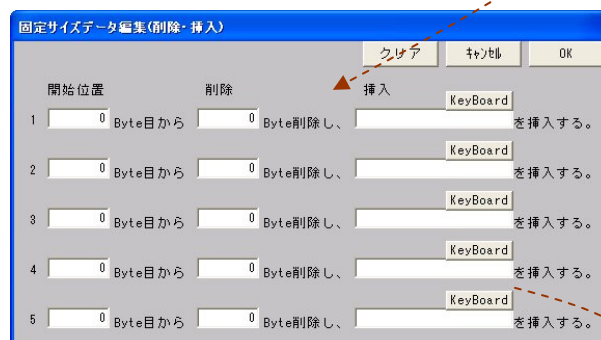 固定サイズデータ編集(削除・挿入)
クリア ｷｬﾝｾﾙ OK
開始位置 削除 挿入
KeyBoard
1 0 Byte目から 0 Byte削除し、 を挿入する。
KeyBoard
2 0 Byte目から 0 Byte削除し、 を挿入する。
KeyBoard
3 0 Byte目から 0 Byte削除し、 を挿入する。
KeyBoard
4 0 Byte目から 0 Byte削除し、 を挿入する。
KeyBoard
5 0 Byte目から 0 Byte削除し、 を挿入する。